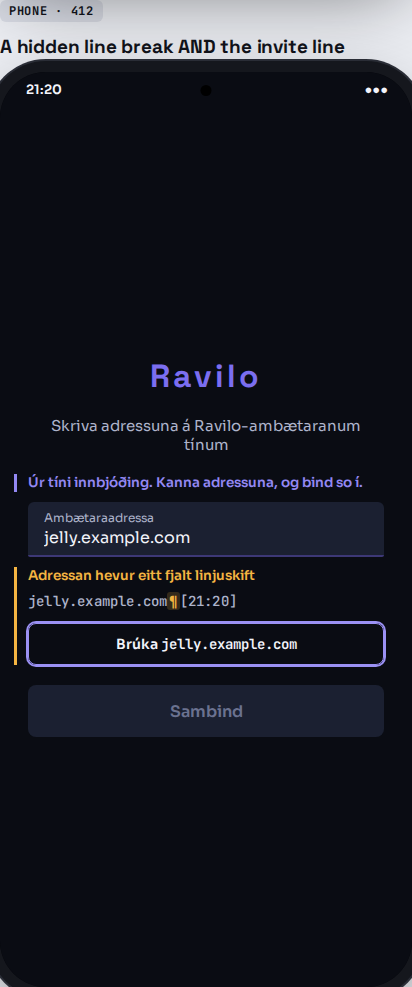 PHONE · 412
A hidden line break AND the invite line
21:20
Ravilo
Skriva adressuna á Ravilo-ambætaranum
tínum
Úr tíni innbjóðing. Kanna adressuna, og bind so í.
Ambætaraadressa
jelly.example.com
Adressan hevur eitt fjalt linjuskift
jelly.example.com¶[21:20]
Brúka jelly.example.com
Sambind